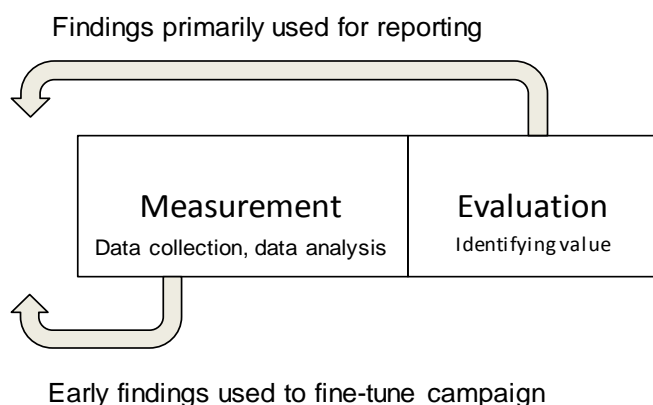 Findings primarily used for reporting
Measurement
Data collection, data analysis
Evaluation
Identifying value
Early findings used to fine-tune campaign